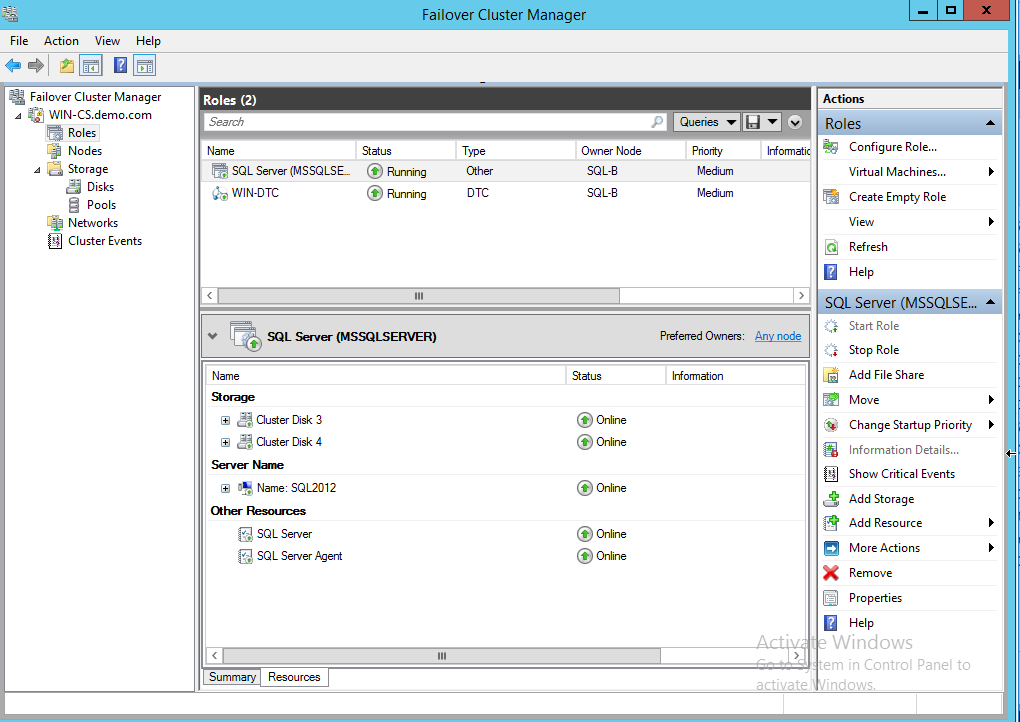 Failover Cluster Manager
File Action View Help
Failover Cluster Manager
WIN-CS.demo.com
Roles
Nodes
Storage
Disks
Pools
Networks
Cluster Events
Roles (2)
Search
Queries
Name Status Type Owner Node Priority Informatic
SQL Server (MSSQLSE... Running Other SQL-B Medium
WIN-DTC Running DTC SQL-B Medium
SQL Server (MSSQLSERVER) Preferred Owners: Any node
Name Status Information
Storage
Cluster Disk 3 Online
Cluster Disk 4 Online
Server Name
Name: SQL2012 Online
Other Resources
SQL Server Online
SQL Server Agent Online
Summary Resources
Actions
Roles
Configure Role...
Virtual Machines...
Create Empty Role
View
Refresh
Help
SQL Server (MSSQLSE...
Start Role
Stop Role
Add File Share
Move
Change Startup Priority
Information Details...
Show Critical Events
Add Storage
Add Resource
More Actions
Remove
Properties
Help
Activate Windows
Go to System in Control Panel to
activate Windows.